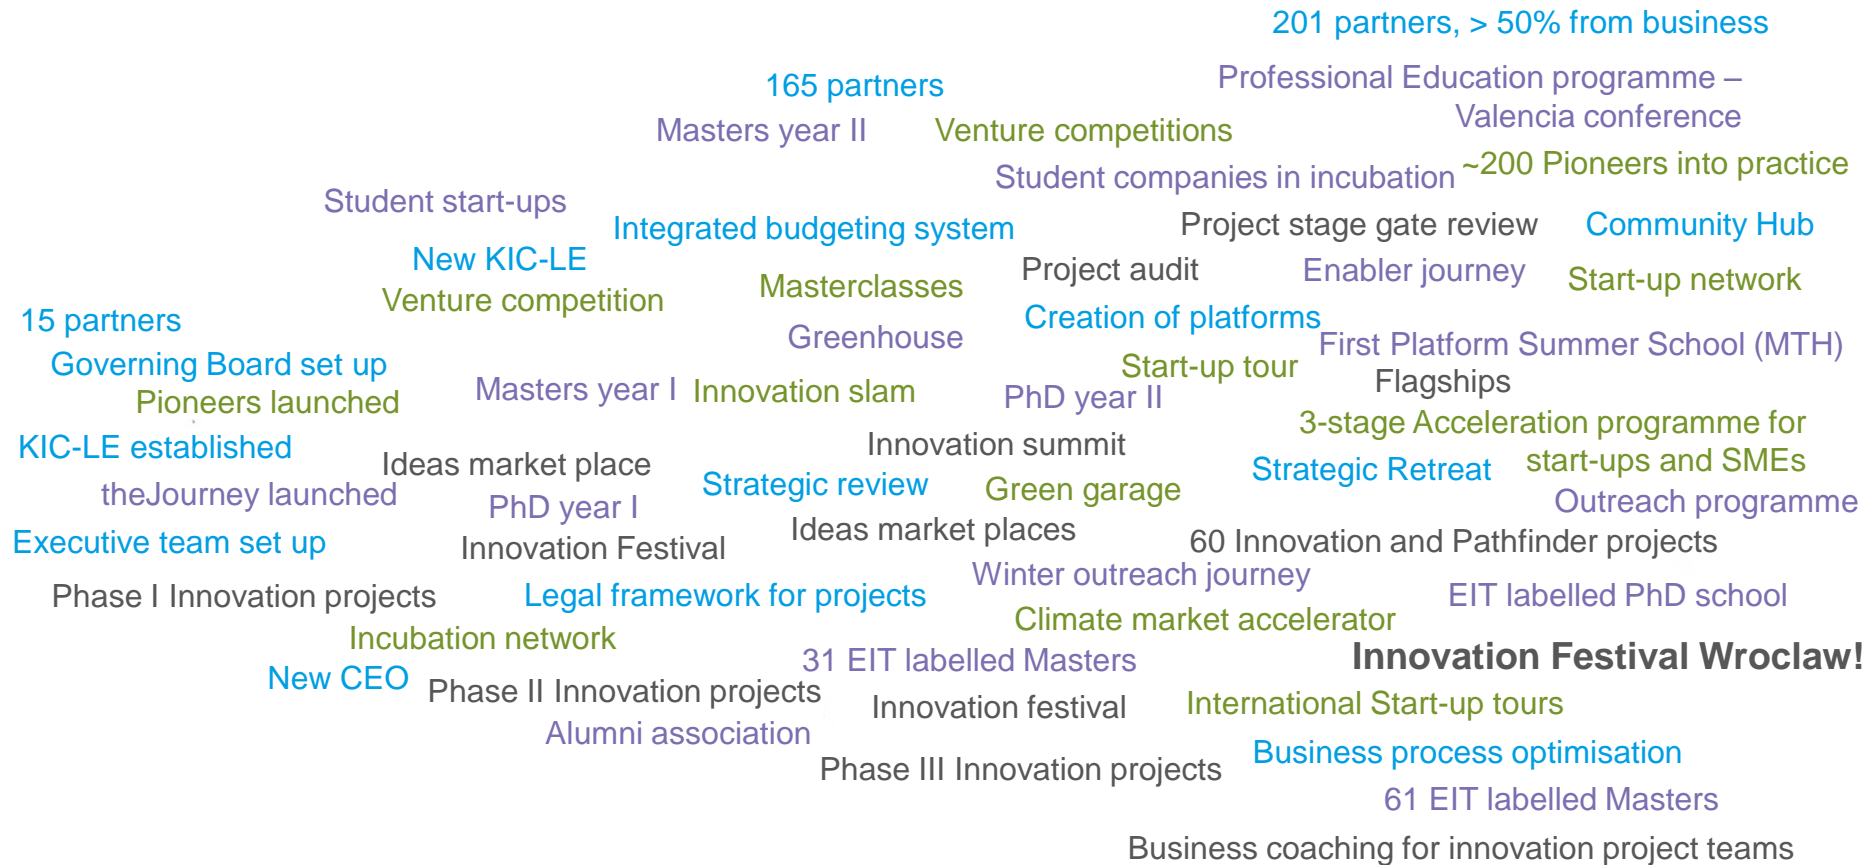 201 partners, > 50% from business
165 partners
Professional Education programme –
Valencia conference
Masters year II
Venture competitions
~200 Pioneers into practice
Student companies in incubation
Student start-ups
Integrated budgeting system
Project stage gate review
Community Hub
New KIC-LE
Project audit
Enabler journey
Start-up network
Venture competition
Masterclasses
15 partners
Creation of platforms
Greenhouse
First Platform Summer School (MTH)
Governing Board set up
Start-up tour
Flagships
Pioneers launched
Masters year I
Innovation slam
PhD year II
3-stage Acceleration programme for
start-ups and SMEs
KIC-LE established
Innovation summit
Ideas market place
Strategic review
Green garage
Strategic Retreat
theJourney launched
PhD year I
Outreach programme
Executive team set up
Innovation Festival
Ideas market places
60 Innovation and Pathfinder projects
Winter outreach journey
Phase I Innovation projects
Legal framework for projects
EIT labelled PhD school
Climate market accelerator
Incubation network
31 EIT labelled Masters
Innovation Festival Wroclaw!
New CEO
Phase II Innovation projects
Innovation festival
International Start-up tours
Alumni association
Business process optimisation
Phase III Innovation projects
61 EIT labelled Masters
Business coaching for innovation project teams